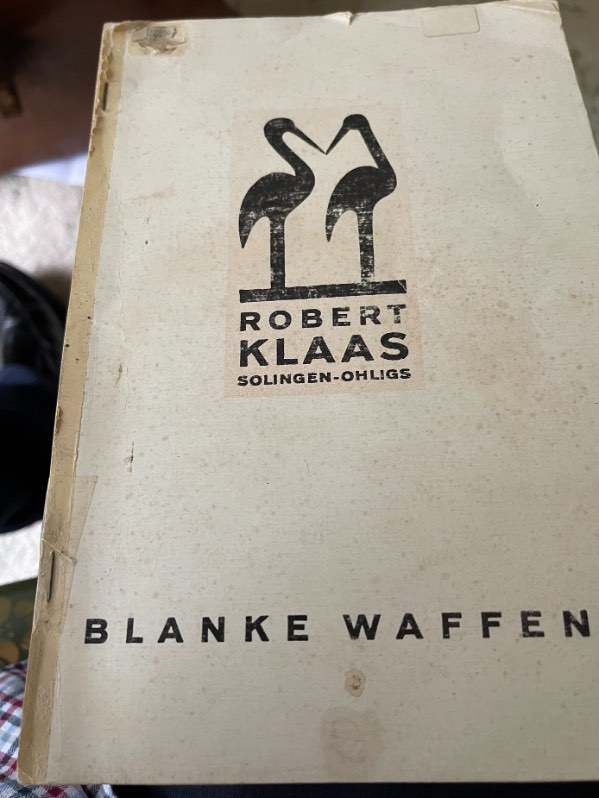 ROBERT
KLAAS
SOLINGEN-OHLIGS
BLANKE WAFFEN